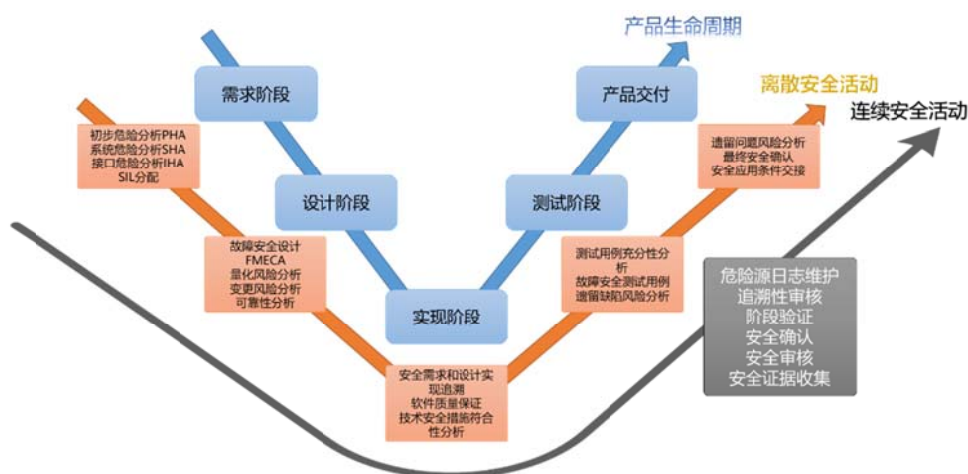 产品生命周期
需求阶段
产品交付
离散安全活动
连续安全活动
初步危险分析PHA
系统危险分析SHA
接口危险分析IHA
SIL分配
遗留问题风险分析
最终安全确认
安全应用条件交接
设计阶段
测试阶段
故障安全设计
FMECA
量化风险分析
变更风险分析
可靠性分析
测试用例充分性分
析
故障安全测试用例
遗留缺陷风险分析
实现阶段
危险源日志维护
追溯性审核
阶段验证
安全确认
安全审核
安全证据收集
安全需求和设计实
现追溯
软件质量保证
技术安全措施符合
性分析